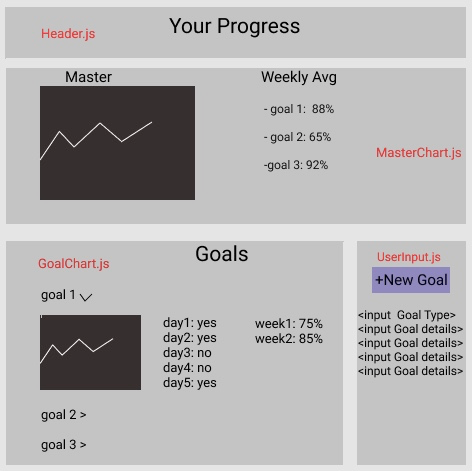 Your Progress
Header.js
Master
Weekly Avg
- goal 1:  88%
- goal 2: 65%
-goal 3: 92%
MasterChart.js
Goals
GoalChart.js
goal 1
day1: yes
day2: yes
day3: no
day4: no
day5: yes
week1: 75%
week2: 85%
goal 2 >
goal 3 >
UserInput.js
+New Goal
<input  Goal Type>
<input Goal details>
<input Goal details>
<input Goal details>
<input Goal details>